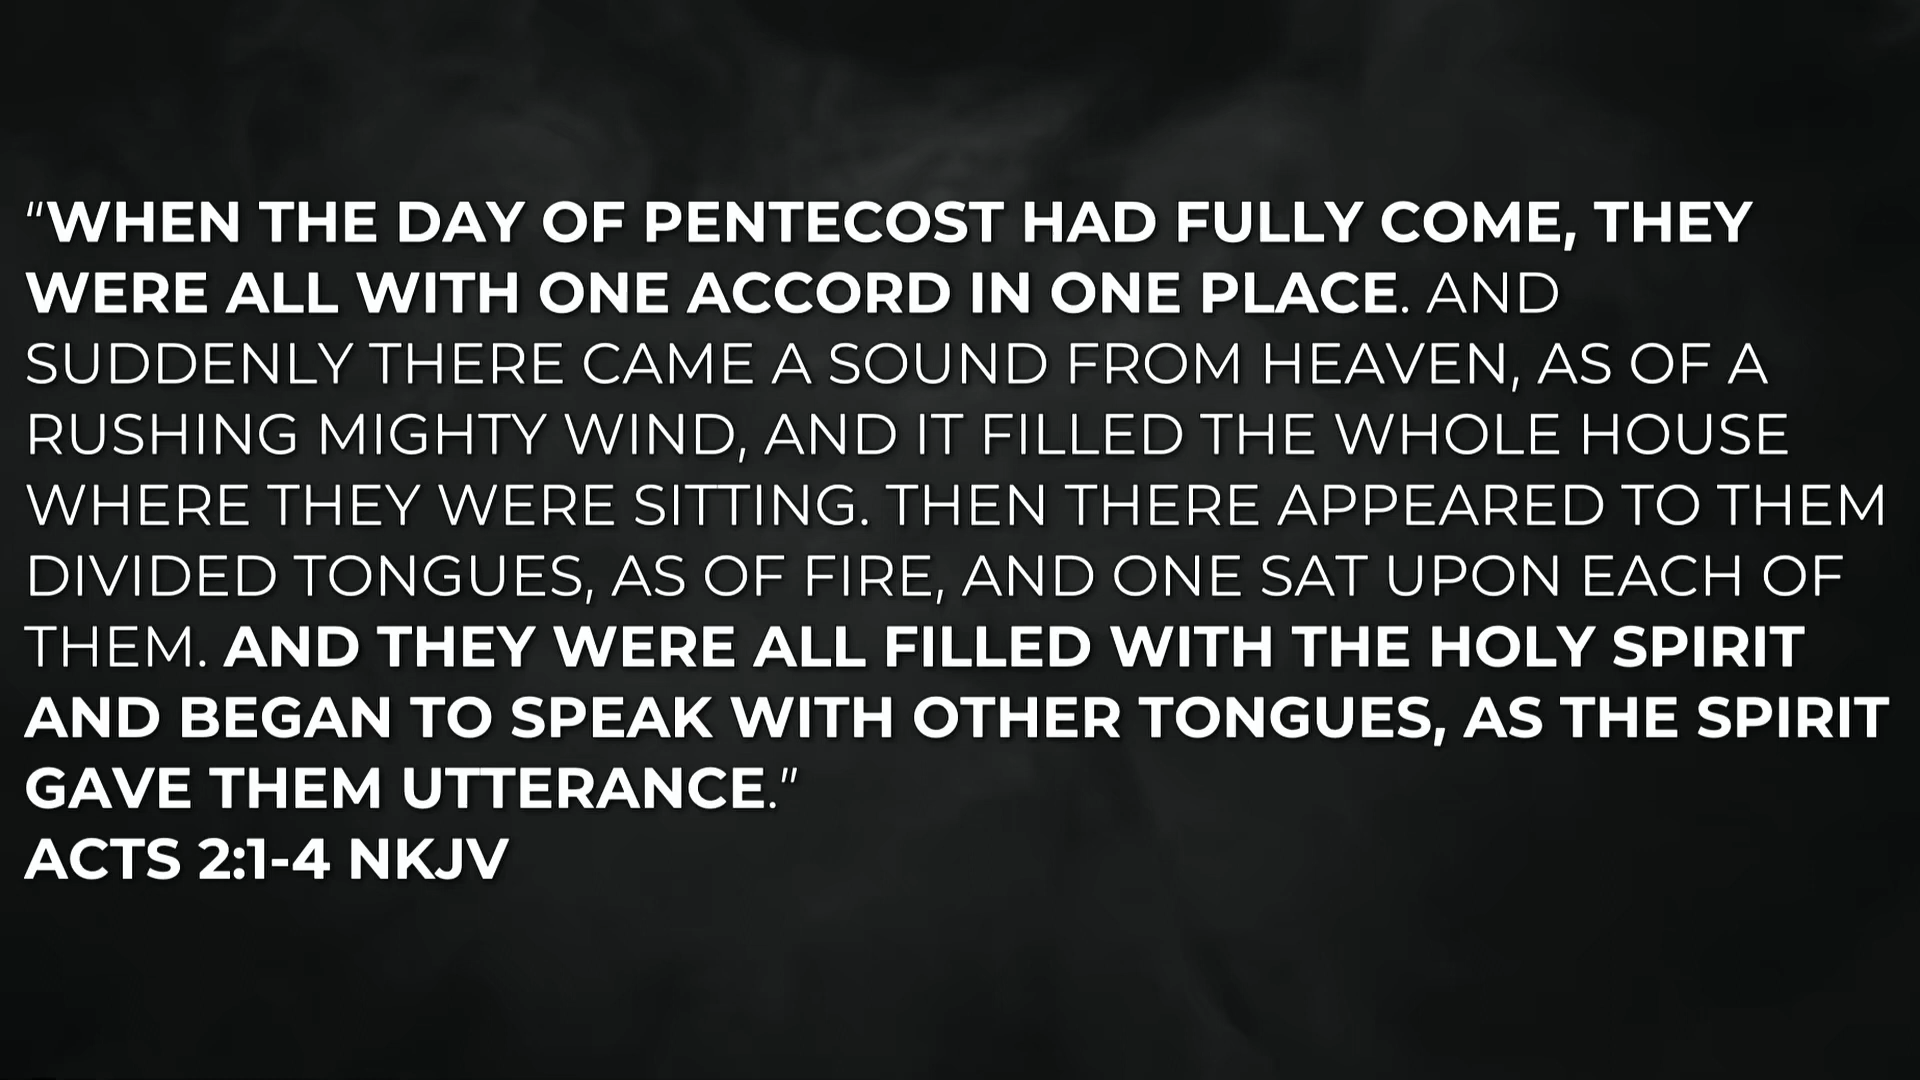 “WHEN THE DAY OF PENTECOST HAD FULLY COME, THEY
WERE ALL WITH ONE ACCORD IN ONE PLACE. AND
SUDDENLY THERE CAME A SOUND FROM HEAVEN, AS OF A
RUSHING MIGHTY WIND, AND IT FILLED THE WHOLE HOUSE
WHERE THEY WERE SITTING. THEN THERE APPEARED TO THEM
DIVIDED TONGUES, AS OF FIRE, AND ONE SAT UPON EACH OF
THEM. AND THEY WERE ALL FILLED WITH THE HOLY SPIRIT
AND BEGAN TO SPEAK WITH OTHER TONGUES, AS THE SPIRIT
GAVE THEM UTTERANCE.”
ACTS 2:1-4 NKJV